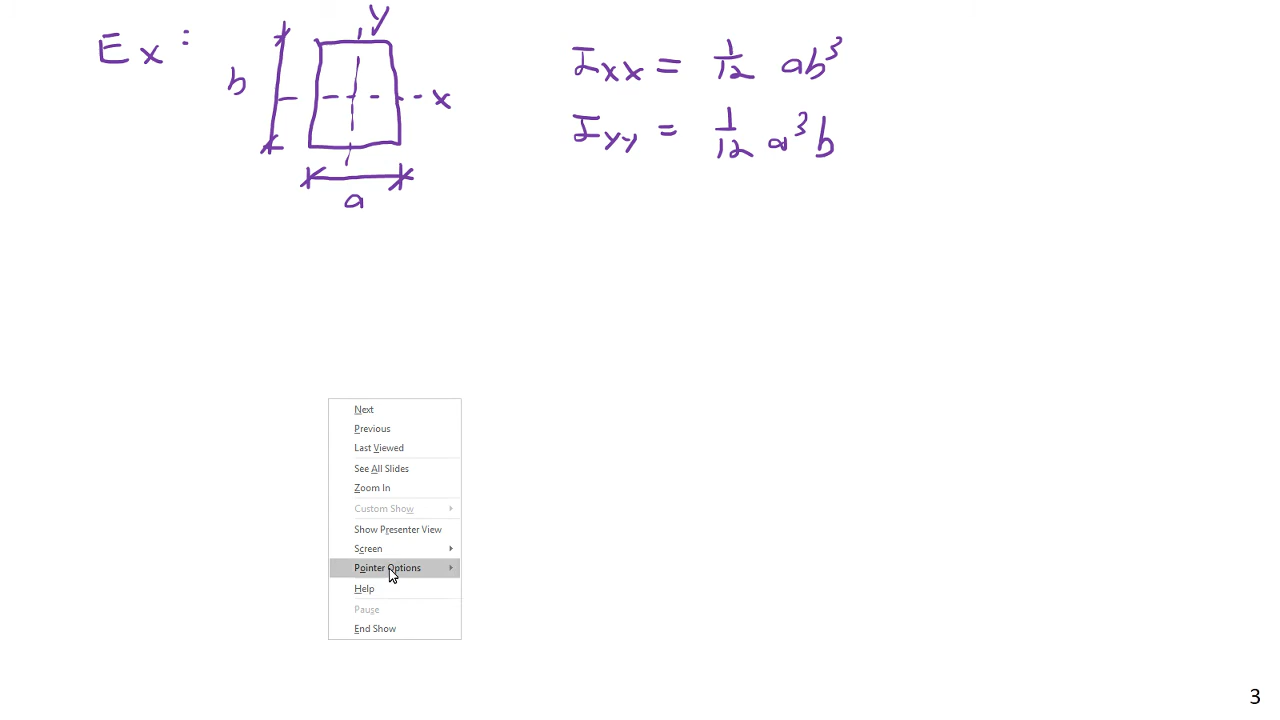 Ex:
y
b
x
a
Ixx = 1/12 ab³
Iyy = 1/12 a³b
Next
Previous
Last Viewed
See All Slides
Zoom In
Custom Show
Show Presenter View
Screen
Pointer Options
Help
Pause
End Show
3